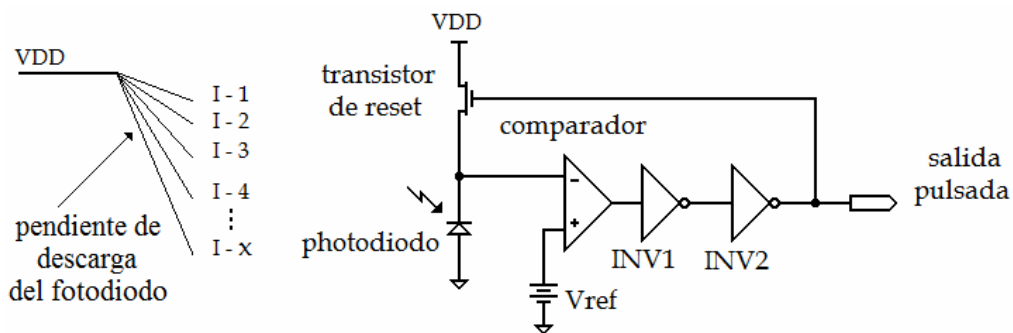 VDD
I - 1
I - 2
I - 3
I - 4
I - x
pendiente de
descarga
del fotodiodo
VDD
transistor
de reset
comparador
photodiodo
-
+
Vref
INV1
INV2
salida
pulsada